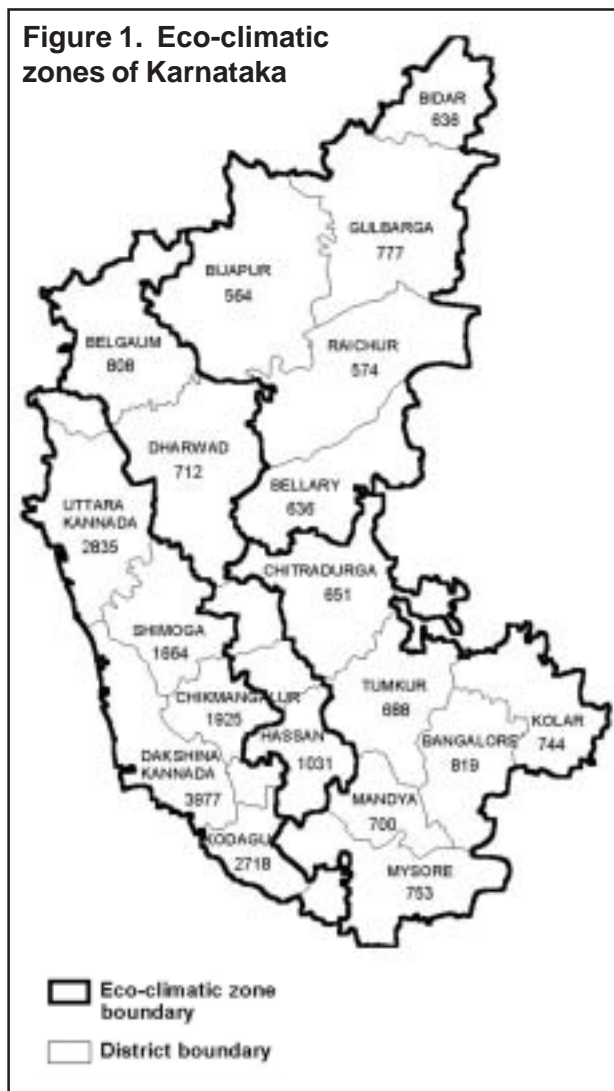 Figure 1. Eco-climatic
zones of Karnataka
BIDAR
636
GULBARGA
777
BIJAPUR
564
BELGAUM
808
RAICHUR
574
DHARWAD
712
BELLARY
636
UTTARA
KANNADA
2835
CHITRADURGA
651
SHIMOGA
1664
TUMKUR
688
CHIKMANGALUR
1925
KOLAR
744
HASSAN
1031
BANGALORE
819
DAKSHINA
KANNADA
3977
MANDYA
700
KODAGU
2718
MYSORE
753
Eco-climatic zone
boundary
District boundary